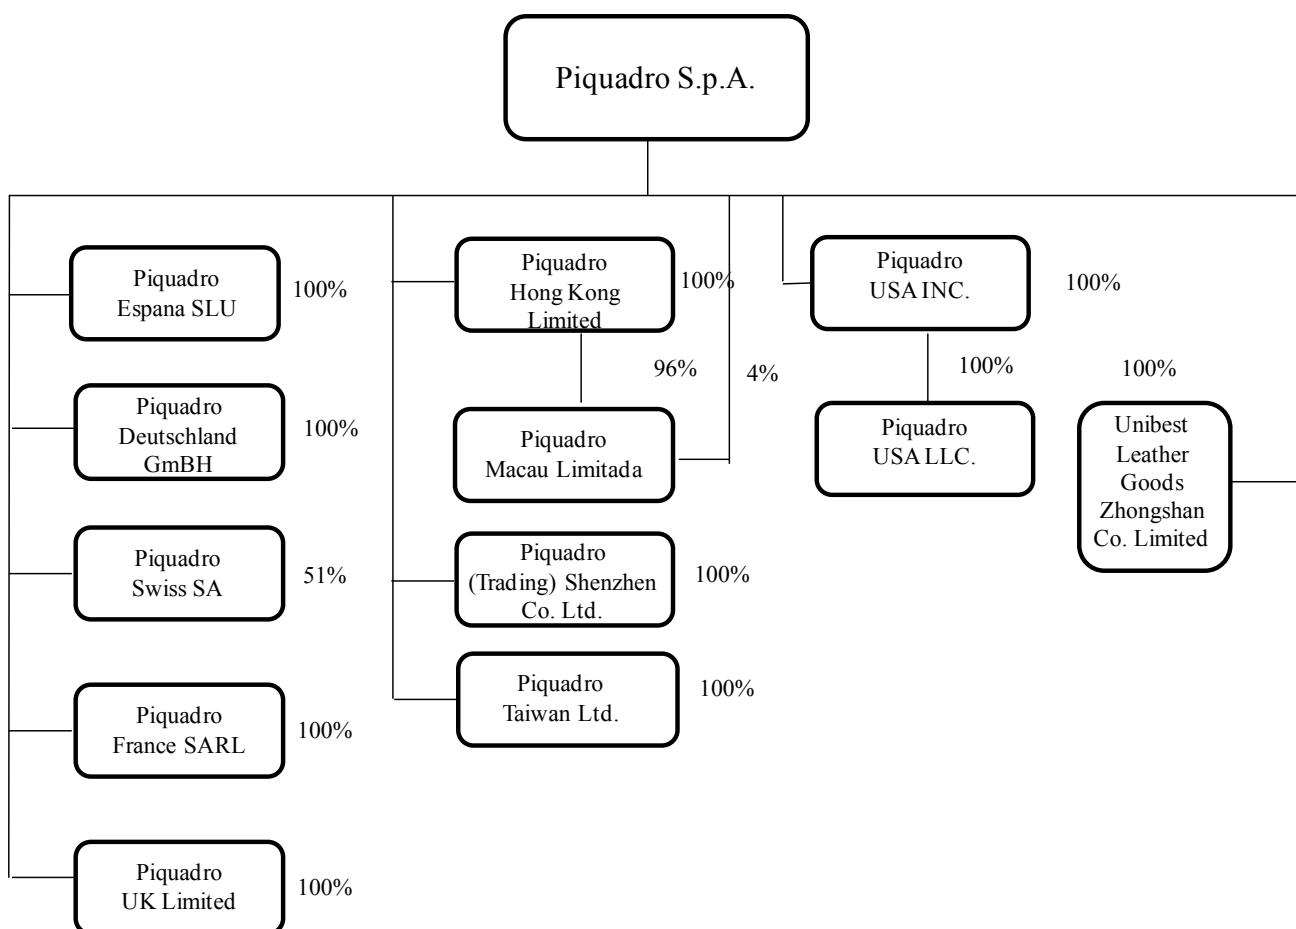 Piquadro S.p.A.
Piquadro
Espana SLU
100%
Piquadro
Deutschland
GmBH
100%
Piquadro
Swiss SA
51%
Piquadro
France SARL
100%
Piquadro
UK Limited
100%
Piquadro
Hong Kong
Limited
100%
96%
4%
Piquadro
Macau Limitada
Piquadro
(Trading) Shenzhen
Co. Ltd.
100%
Piquadro
Taiwan Ltd.
100%
Piquadro
USA INC.
100%
100%
Piquadro
USA LLC.
100%
Unibest
Leather
Goods
Zhongshan
Co. Limited